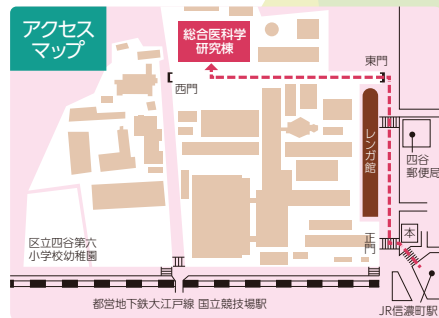 アクセス
マップ
総合医科学
研究棟
東門
西門
レンガ館
四谷
郵便局
本
正門
区立四谷第六
小学校幼稚園
都営地下鉄大江戸線 国立競技場駅
JR信濃町駅